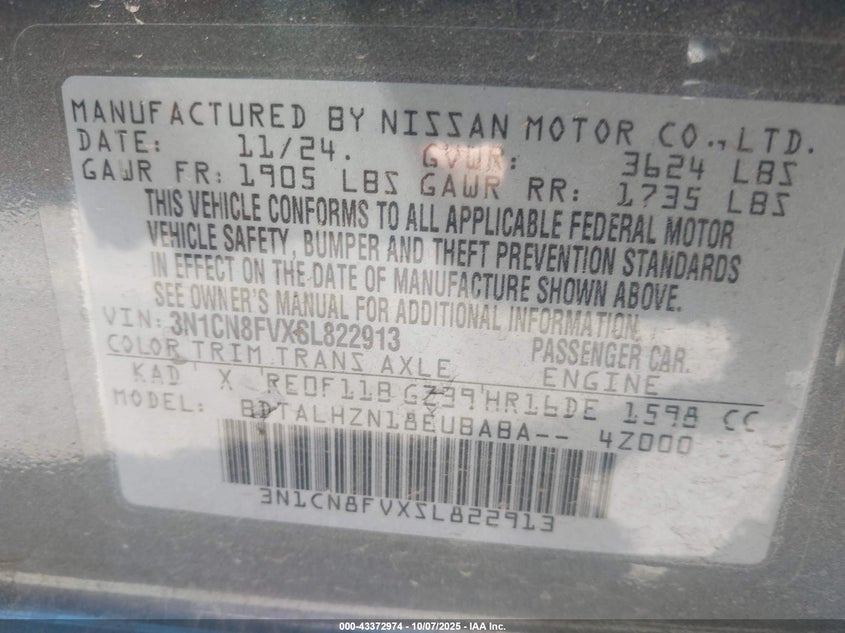 MANUFACTURED BY NISSAN MOTOR CO., LTD.
DATE: 11/24. GVWR: 3624 LBS
GAWR FR: 1905 LBS GAWR RR: 1735 LBS
THIS VEHICLE CONFORMS TO ALL APPLICABLE FEDERAL MOTOR
VEHICLE SAFETY, BUMPER AND THEFT PREVENTION STANDARDS
IN EFFECT ON THE DATE OF MANUFACTURE SHOWN ABOVE.
SEE OWNER'S MANUAL FOR ADDITIONAL INFORMATION.
VIN: 3N1CN8FVXSL822913 PASSENGER CAR.
COLOR TRIM TRANS AXLE ENGINE
KAD X RE0F11B GZ39 HR16DE 1598 CC
MODEL: BDTALHZN18EUBABA-- 4Z000
3N1CN8FVXSL822913
000-43372974 | 10/07/2025 - IAA Inc.